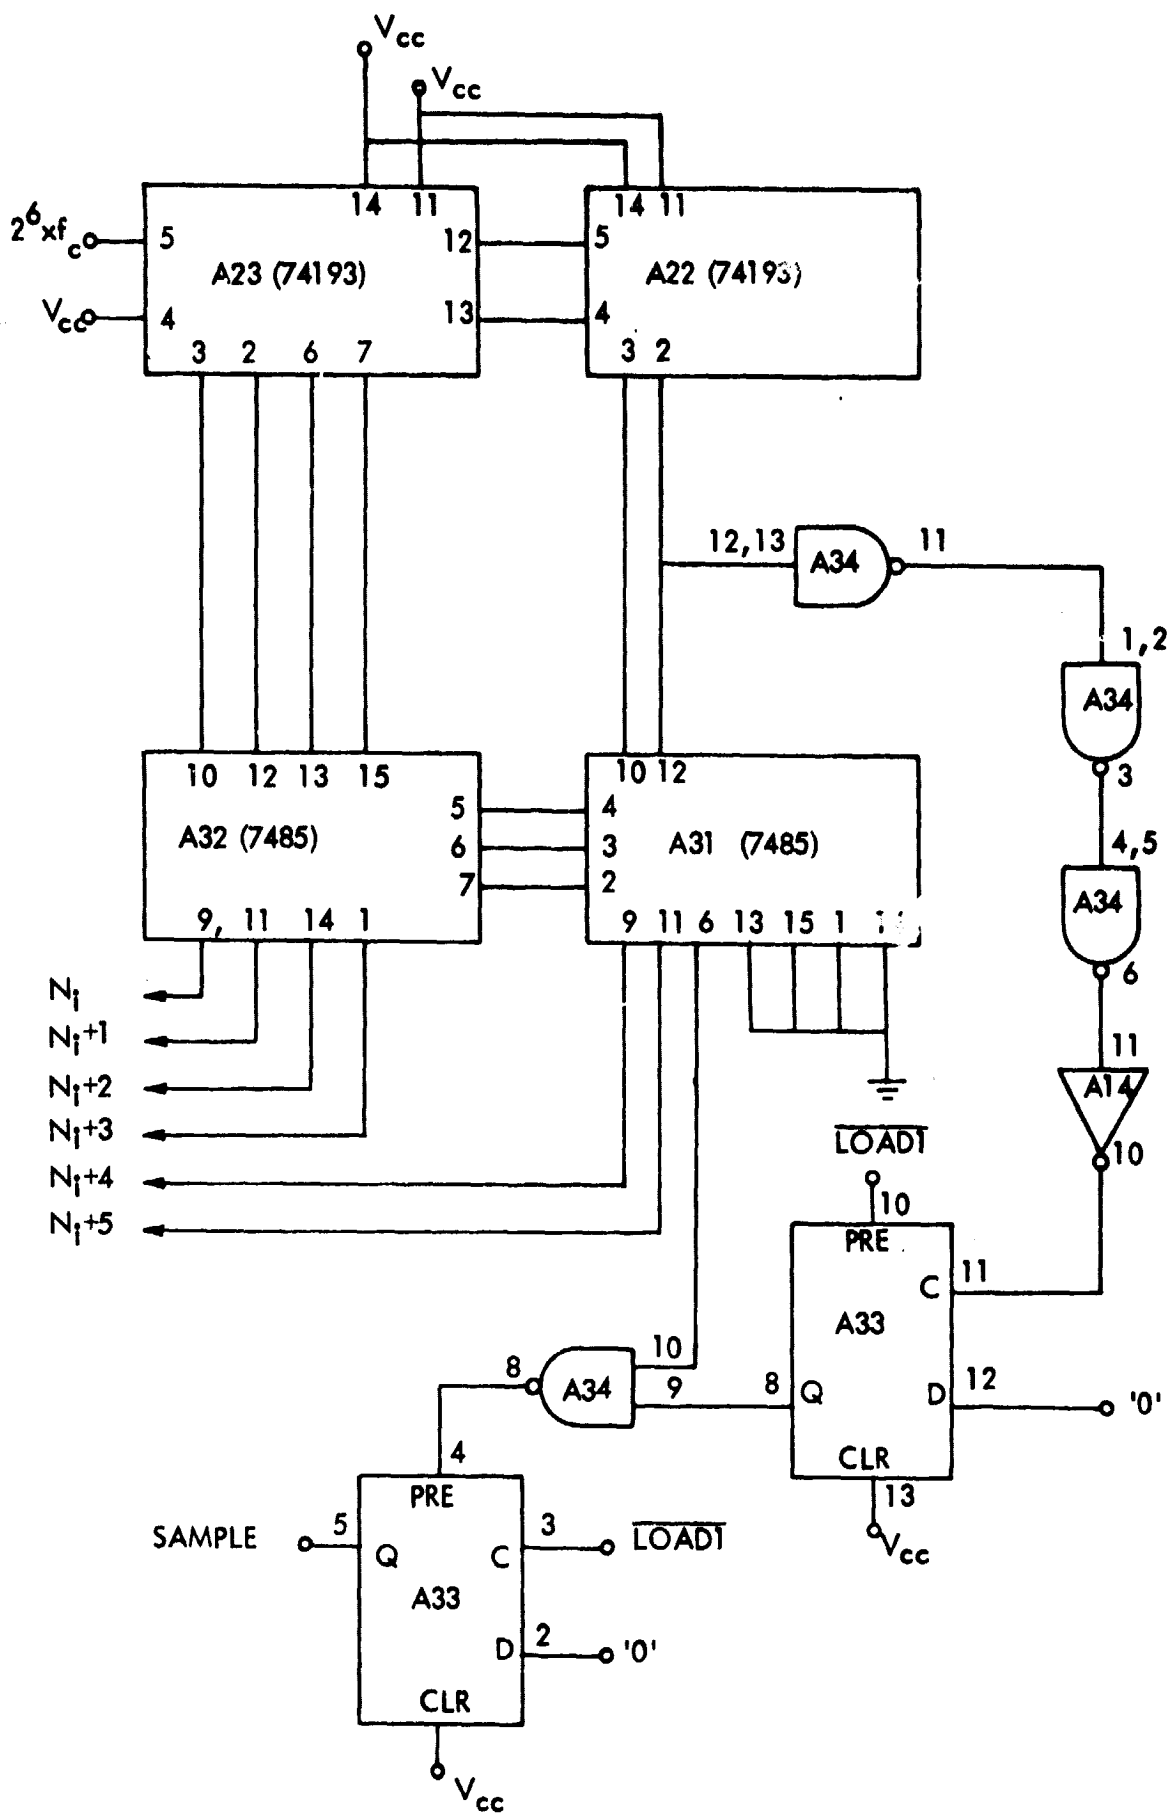 Vcc
Vcc
14 11 14 11
2⁶xfc 5 12 5
A23 (74193) A22 (74193)
Vcc 4 13 4
3 2 6 7 3 2
12,13 A34 11
1,2
A34
3
10 12 13 15 10 12
5 4
A32 (7485) 6 3 A31 (7485)
7 2
4,5
A34
6
9, 11 14 1 9 11 6 13 15 1
Ni
Ni+1
Ni+2
Ni+3
Ni+4
Ni+5
11
A14
10
LOAD1
10
PRE
C 11
A33
8 Q D 12 '0'
CLR
13
Vcc
10
8 A34 9
4
PRE
SAMPLE 5 Q C 3 LOAD1
A33
D 2 '0'
CLR
Vcc